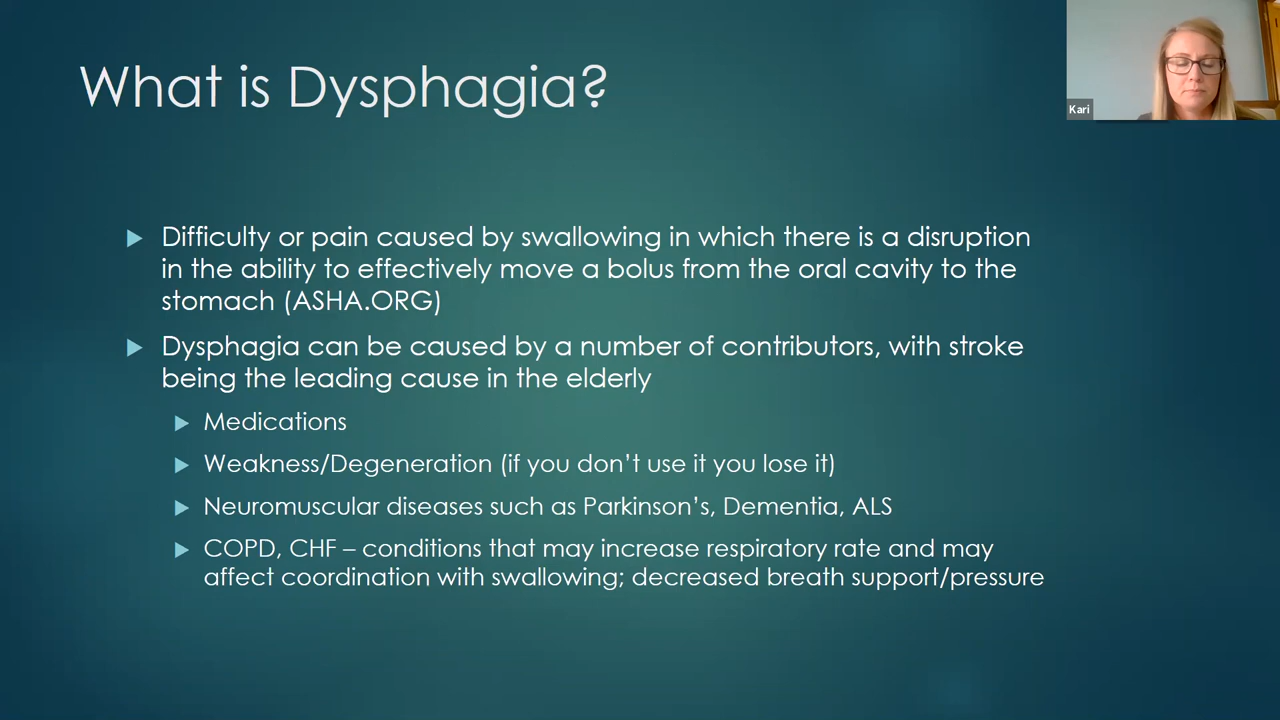 What is Dysphagia?
Kari
Difficulty or pain caused by swallowing in which there is a disruption
in the ability to effectively move a bolus from the oral cavity to the
stomach (ASHA.ORG)
Dysphagia can be caused by a number of contributors, with stroke
being the leading cause in the elderly
Medications
Weakness/Degeneration (if you don’t use it you lose it)
Neuromuscular diseases such as Parkinson’s, Dementia, ALS
COPD, CHF – conditions that may increase respiratory rate and may
affect coordination with swallowing; decreased breath support/pressure